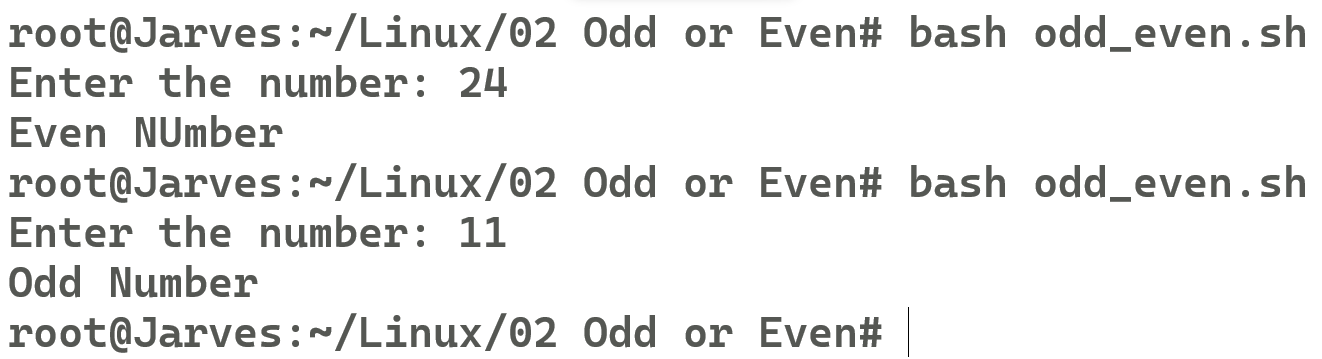 root@Jarves:~/Linux/02 Odd or Even# bash odd_even.sh
Enter the number: 24
Even NUmber
root@Jarves:~/Linux/02 Odd or Even# bash odd_even.sh
Enter the number: 11
Odd Number
root@Jarves:~/Linux/02 Odd or Even#